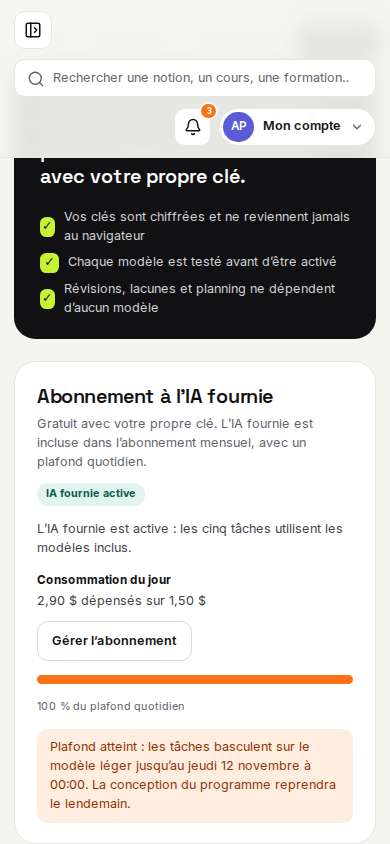 Rechercher une notion, un cours, une formation..
3
AP
Mon compte
avec votre propre clé.
✓ Vos clés sont chiffrées et ne reviennent jamais
au navigateur
✓ Chaque modèle est testé avant d’être activé
✓ Révisions, lacunes et planning ne dépendent
d’aucun modèle
Abonnement à l’IA fournie
Gratuit avec votre propre clé. L’IA fournie est
incluse dans l’abonnement mensuel, avec un
plafond quotidien.
IA fournie active
L’IA fournie est active : les cinq tâches utilisent les
modèles inclus.
Consommation du jour
2,90 $ dépensés sur 1,50 $
Gérer l’abonnement
100 % du plafond quotidien
Plafond atteint : les tâches basculent sur le
modèle léger jusqu’au jeudi 12 novembre à
00:00. La conception du programme reprendra
le lendemain.